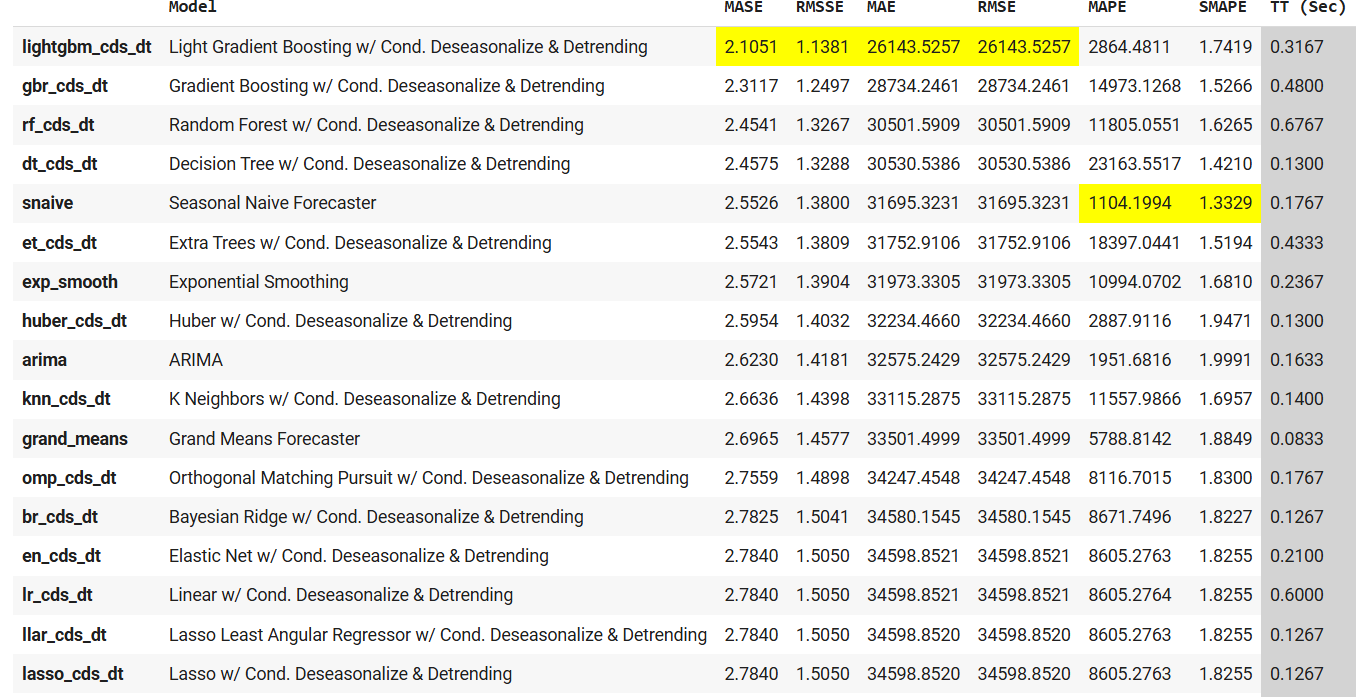 Model MASE RMSSE MAE RMSE MAPE SMAPE TT (Sec)
lightgbm_cds_dt Light Gradient Boosting w/ Cond. Deseasonalize & Detrending 2.1051 1.1381 26143.5257 26143.5257 2864.4811 1.7419 0.3167
gbr_cds_dt Gradient Boosting w/ Cond. Deseasonalize & Detrending 2.3117 1.2497 28734.2461 28734.2461 14973.1268 1.5266 0.4800
rf_cds_dt Random Forest w/ Cond. Deseasonalize & Detrending 2.4541 1.3267 30501.5909 30501.5909 11805.0551 1.6265 0.6767
dt_cds_dt Decision Tree w/ Cond. Deseasonalize & Detrending 2.4575 1.3288 30530.5386 30530.5386 23163.5517 1.4210 0.1300
snaive Seasonal Naive Forecaster 2.5526 1.3800 31695.3231 31695.3231 1104.1994 1.3329 0.1767
et_cds_dt Extra Trees w/ Cond. Deseasonalize & Detrending 2.5543 1.3809 31752.9106 31752.9106 18397.0441 1.5194 0.4333
exp_smooth Exponential Smoothing 2.5721 1.3904 31973.3305 31973.3305 10994.0702 1.6810 0.2367
huber_cds_dt Huber w/ Cond. Deseasonalize & Detrending 2.5954 1.4032 32234.4660 32234.4660 2887.9116 1.9471 0.1300
arima ARIMA 2.6230 1.4181 32575.2429 32575.2429 1951.6816 1.9991 0.1633
knn_cds_dt K Neighbors w/ Cond. Deseasonalize & Detrending 2.6636 1.4398 33115.2875 33115.2875 11557.9866 1.6957 0.1400
grand_means Grand Means Forecaster 2.6965 1.4577 33501.4999 33501.4999 5788.8142 1.8849 0.0833
omp_cds_dt Orthogonal Matching Pursuit w/ Cond. Deseasonalize & Detrending 2.7559 1.4898 34247.4548 34247.4548 8116.7015 1.8300 0.1767
br_cds_dt Bayesian Ridge w/ Cond. Deseasonalize & Detrending 2.7825 1.5041 34580.1545 34580.1545 8671.7496 1.8227 0.1267
en_cds_dt Elastic Net w/ Cond. Deseasonalize & Detrending 2.7840 1.5050 34598.8521 34598.8521 8605.2763 1.8255 0.2100
lr_cds_dt Linear w/ Cond. Deseasonalize & Detrending 2.7840 1.5050 34598.8521 34598.8521 8605.2764 1.8255 0.6000
llar_cds_dt Lasso Least Angular Regressor w/ Cond. Deseasonalize & Detrending 2.7840 1.5050 34598.8520 34598.8520 8605.2763 1.8255 0.1267
lasso_cds_dt Lasso w/ Cond. Deseasonalize & Detrending 2.7840 1.5050 34598.8520 34598.8520 8605.2763 1.8255 0.1267